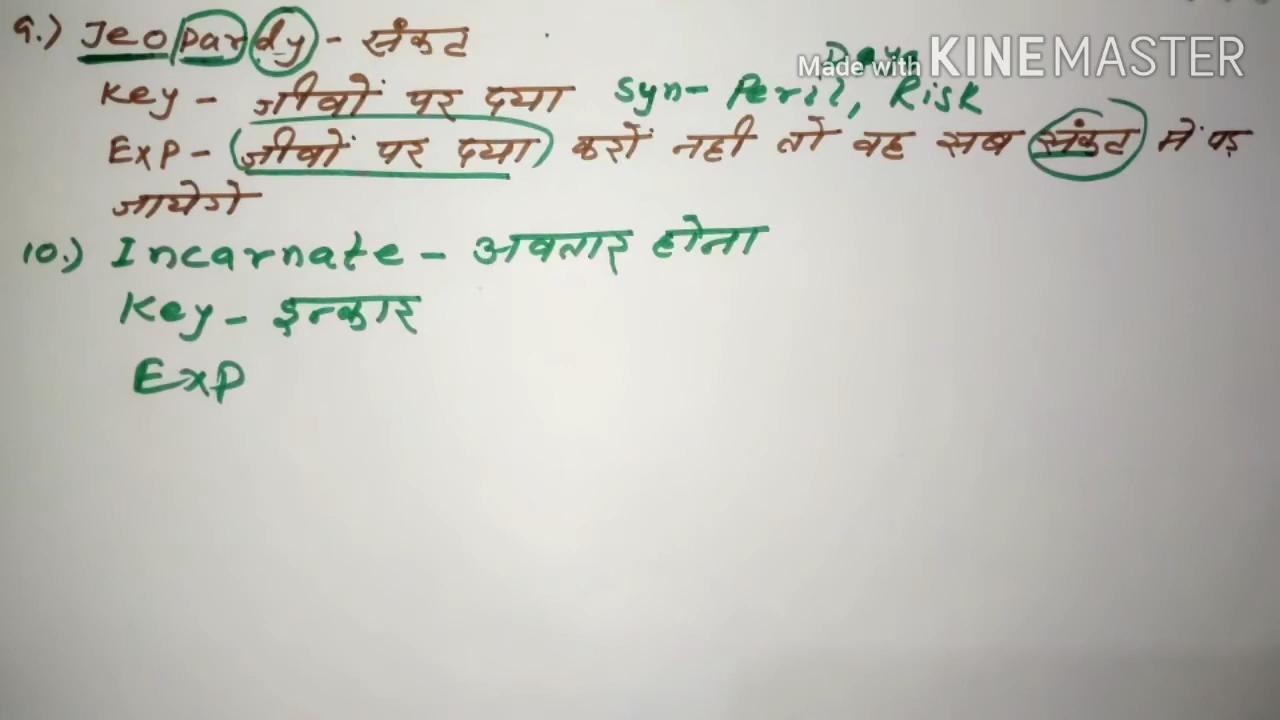 9.) Jeopardy - संकट
Made with KINEMASTER
Key - जीवों पर दया Syn- Peril, Risk
Exp - (जीवों पर दया) करों नही तो वह सब संकट में पड़
जायेगे
10.) Incarnate - अवतार होना
Key - इन्कार
Exp